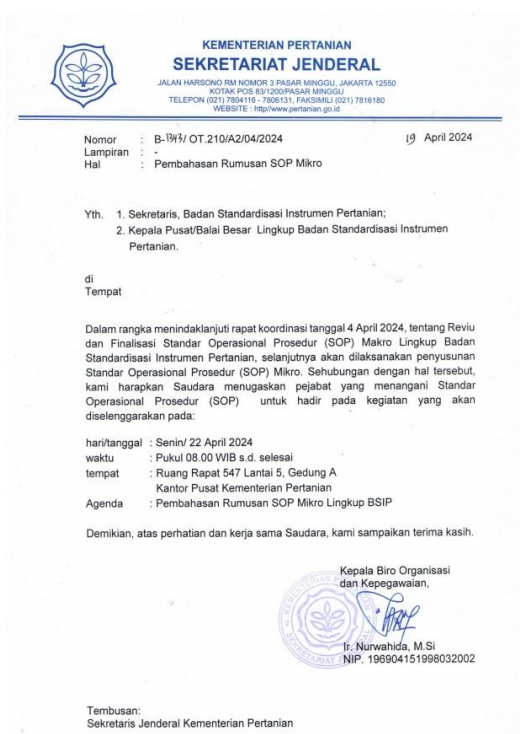 KEMENTERIAN PERTANIAN
SEKRETARIAT JENDERAL
JALAN HARSONO RM NOMOR 3 PASAR MINGGU, JAKARTA 12550
KOTAK POS 83/1200/PASAR MINGGU
TELEPON (021) 7804116 - 7806131, FAKSIMILI (021) 7816180
WEBSITE : http//www.pertanian.go.id
Nomor : B-1343/ OT.210/A2/04/2024 19 April 2024
Lampiran : -
Hal : Pembahasan Rumusan SOP Mikro
Yth. 1. Sekretaris, Badan Standardisasi Instrumen Pertanian;
2. Kepala Pusat/Balai Besar Lingkup Badan Standardisasi Instrumen
Pertanian.
di
Tempat
Dalam rangka menindaklanjuti rapat koordinasi tanggal 4 April 2024, tentang Reviu
dan Finalisasi Standar Operasional Prosedur (SOP) Makro Lingkup Badan
Standardisasi Instrumen Pertanian, selanjutnya akan dilaksanakan penyusunan
Standar Operasional Prosedur (SOP) Mikro. Sehubungan dengan hal tersebut,
kami harapkan Saudara menugaskan pejabat yang menangani Standar
Operasional Prosedur (SOP) untuk hadir pada kegiatan yang akan
diselenggarakan pada:
hari/tanggal : Senin/ 22 April 2024
waktu : Pukul 08.00 WIB s.d. selesai
tempat : Ruang Rapat 547 Lantai 5, Gedung A
Kantor Pusat Kementerian Pertanian
Agenda : Pembahasan Rumusan SOP Mikro Lingkup BSIP
Demikian, atas perhatian dan kerja sama Saudara, kami sampaikan terima kasih.
Kepala Biro Organisasi
dan Kepegawaian,
KEMENTERIAN PERTANIAN
SEKRETARIAT JENDERAL
Ir. Nurwahida, M.Si
NIP. 196904151998032002
Tembusan:
Sekretaris Jenderal Kementerian Pertanian